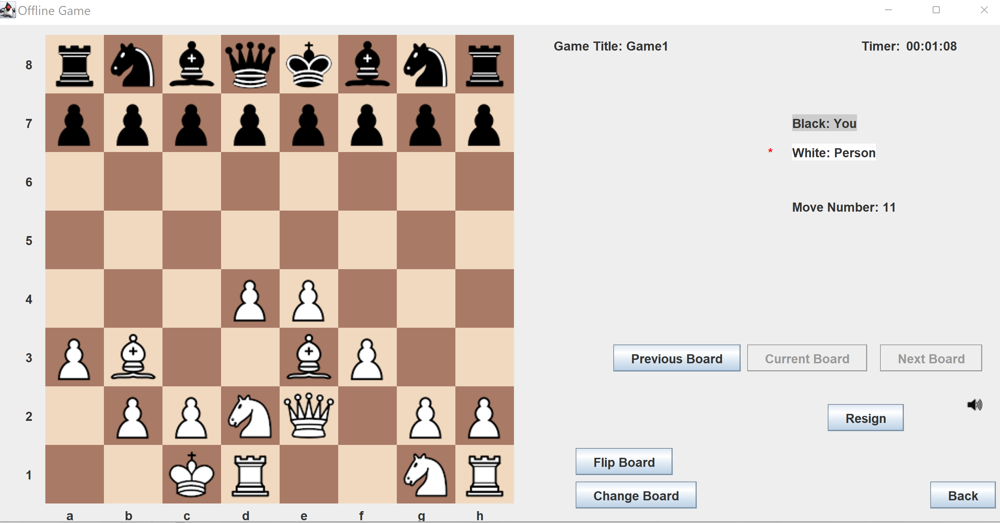 Offline Game
Game Title: Game1
Timer: 00:01:08
8
7
Black: You
* White: Person
6
Move Number: 11
5
4
3
Previous Board
Current Board
Next Board
2
Resign
Flip Board
1
Change Board
Back
a b c d e f g h